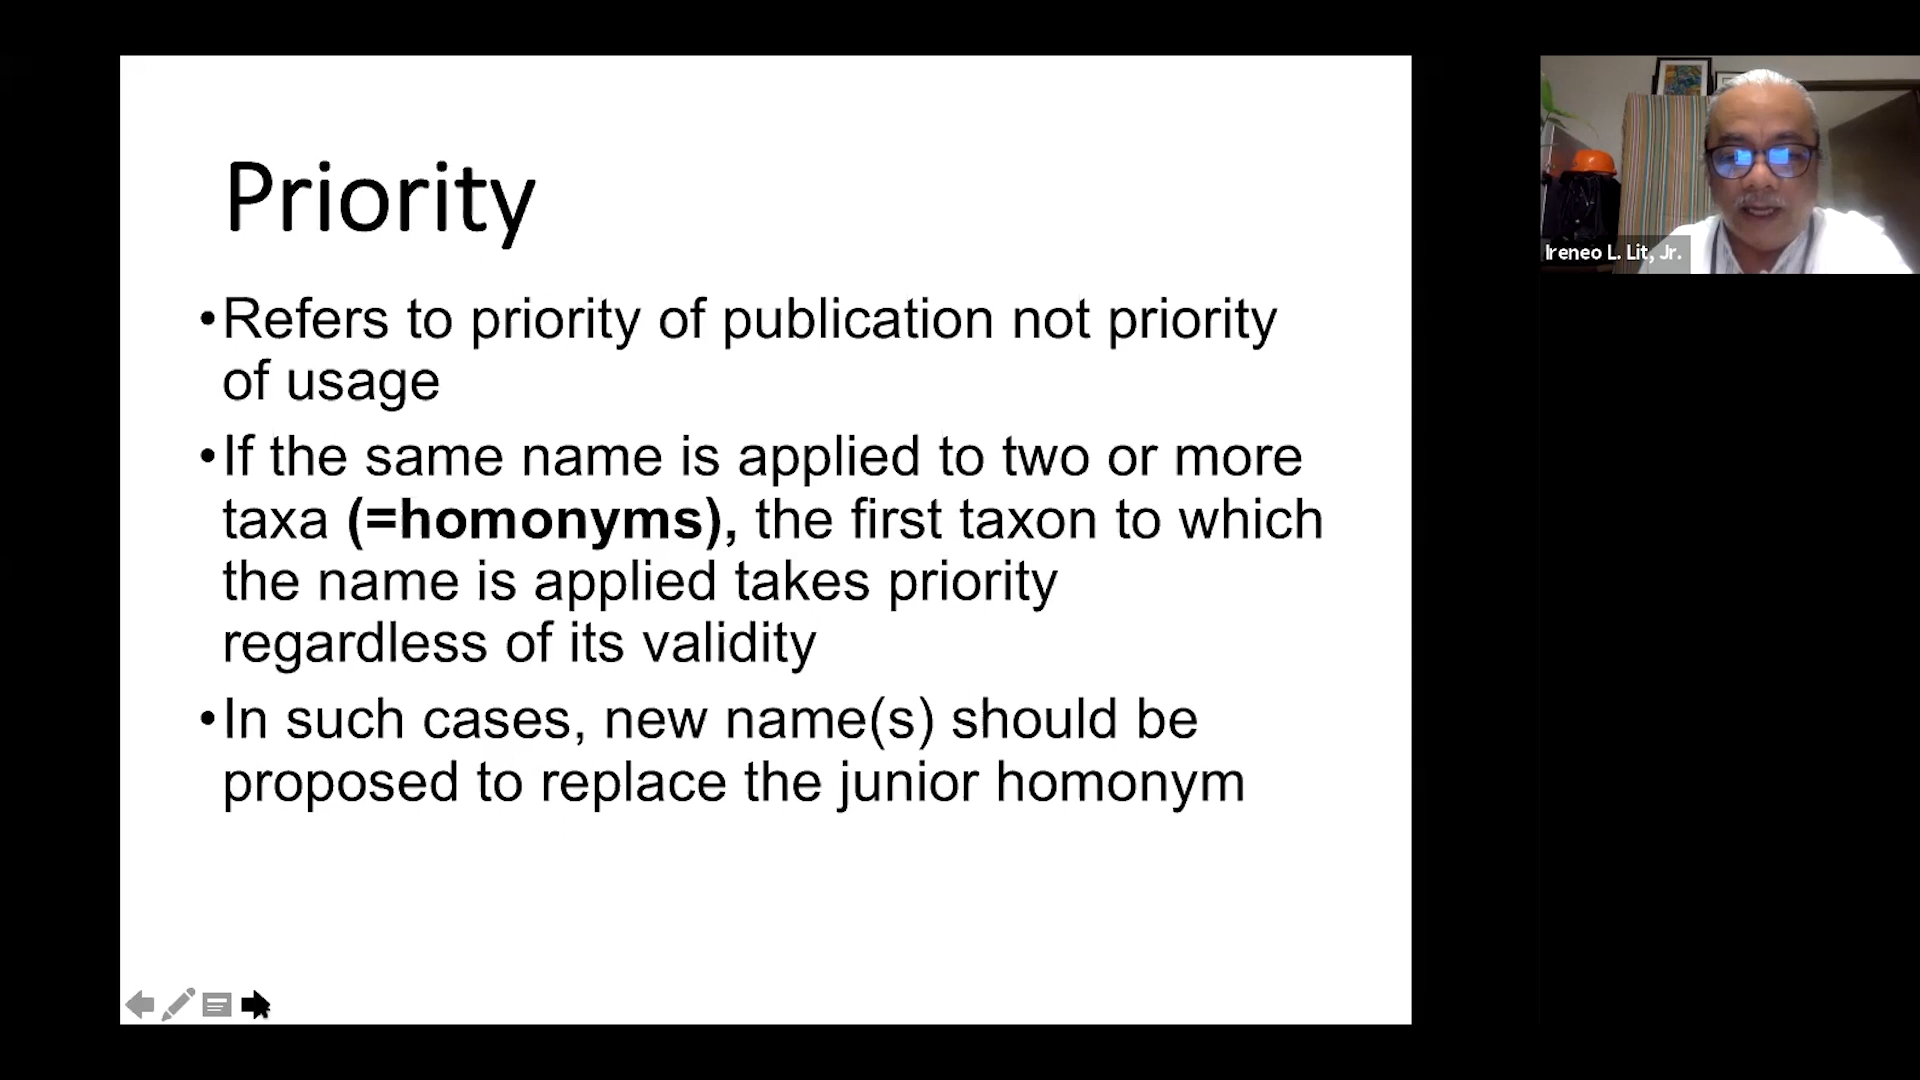 Priority
•Refers to priority of publication not priority
of usage
•If the same name is applied to two or more
taxa (=homonyms), the first taxon to which
the name is applied takes priority
regardless of its validity
•In such cases, new name(s) should be
proposed to replace the junior homonym
Ireneo L. Lit, Jr.